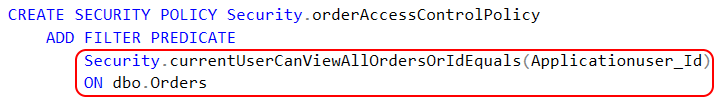 CREATE SECURITY POLICY Security.orderAccessControlPolicy
ADD FILTER PREDICATE
Security.currentUserCanViewAllOrdersOrIdEquals(Applicationuser_Id)
ON dbo.Orders